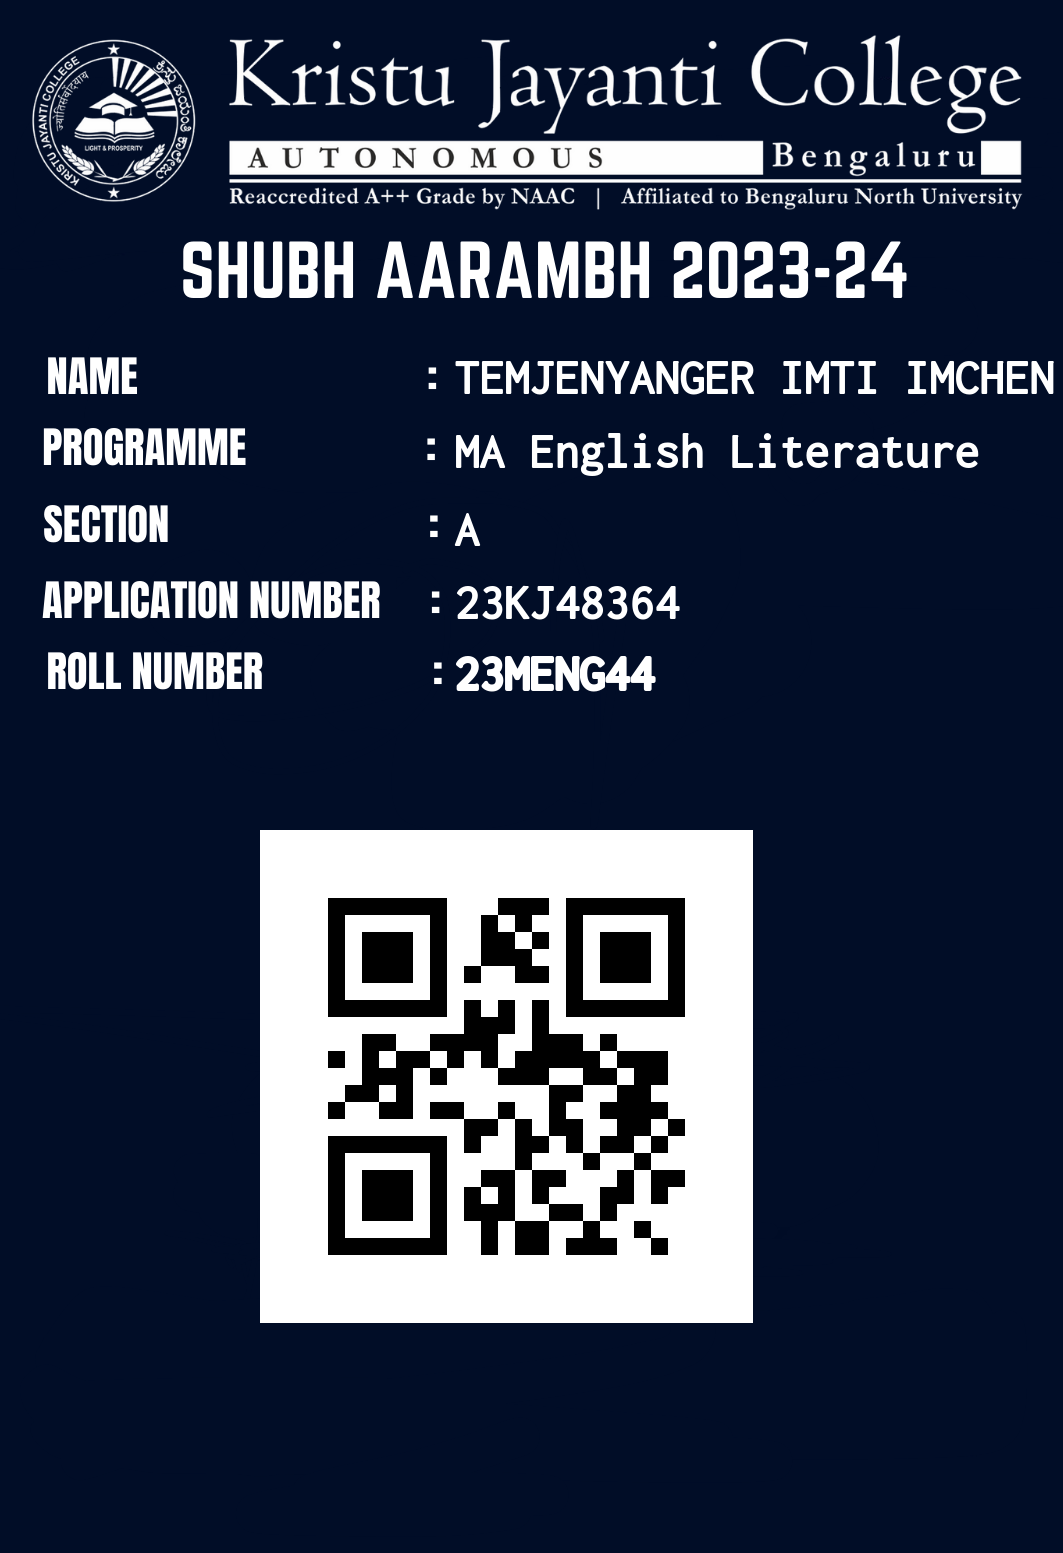 Kristu Jayanti College
AUTONOMOUS Bengaluru
Reaccredited A++ Grade by NAAC | Affiliated to Bengaluru North University
KRISTU JAYANTI COLLEGE
LIGHT & PROSPERITY
SHUBH AARAMBH 2023-24
NAME : TEMJENYANGER IMTI IMCHEN
PROGRAMME : MA English Literature
SECTION : A
APPLICATION NUMBER : 23KJ48364
ROLL NUMBER : 23MENG44